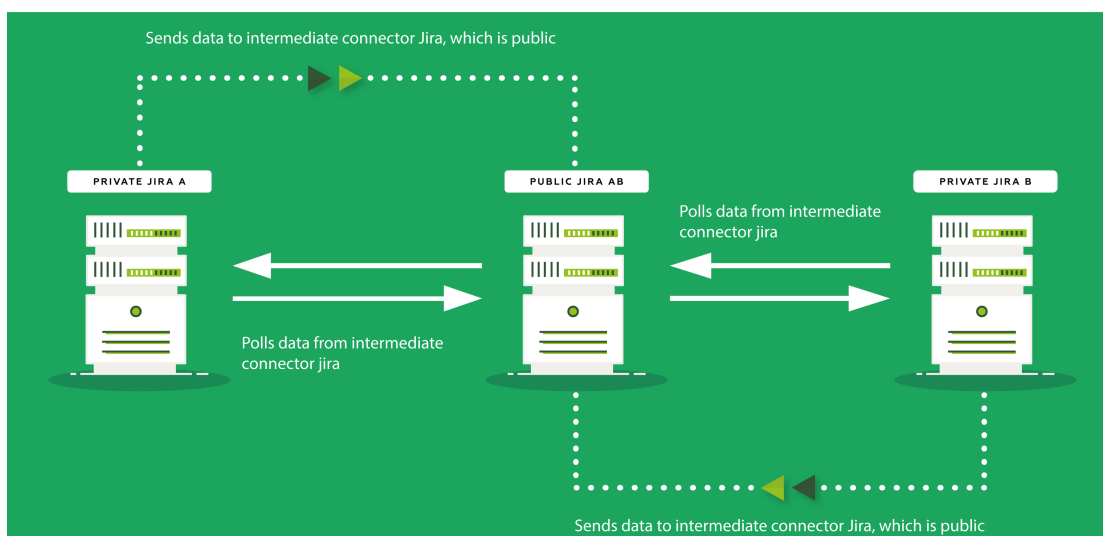 Sends data to intermediate connector Jira, which is public
PRIVATE JIRA A
PUBLIC JIRA AB
PRIVATE JIRA B
Polls data from intermediate
connector jira
Polls data from intermediate
connector jira
Sends data to intermediate connector Jira, which is public